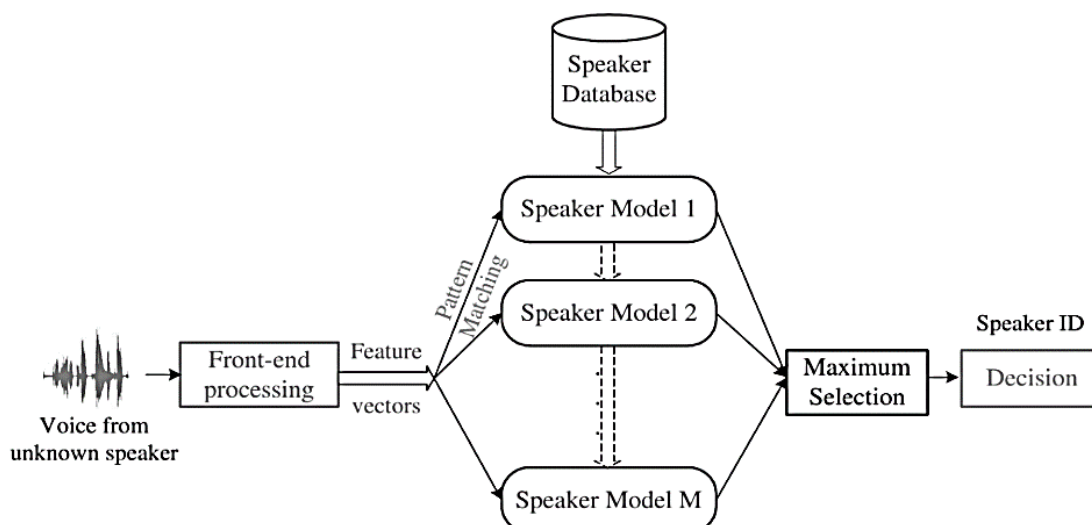 Speaker
Database
Speaker Model 1
Pattern
Matching
Speaker Model 2
Speaker ID
Front-end
processing
Feature
vectors
Maximum
Selection
Decision
Voice from
unknown speaker
Speaker Model M